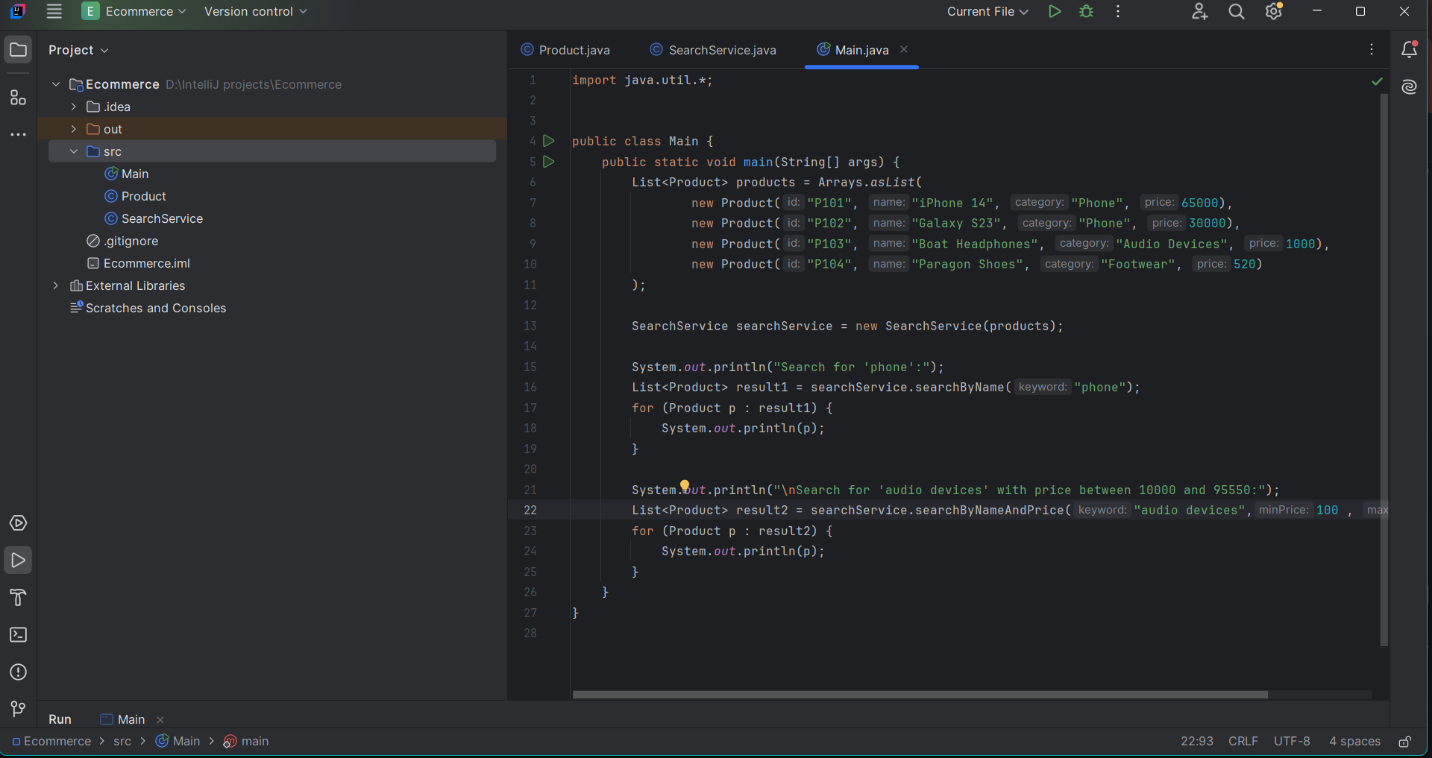 E Ecommerce Version control Current File
Project
Product.java SearchService.java Main.java
Ecommerce D:\IntelliJ projects\Ecommerce
.idea
out
src
Main
Product
SearchService
.gitignore
Ecommerce.iml
External Libraries
Scratches and Consoles
1 import java.util.*;
2
3
4 public class Main {
5 public static void main(String[] args) {
6 List<Product> products = Arrays.asList(
7 new Product( id: "P101", name: "iPhone 14", category: "Phone", price: 65000),
8 new Product( id: "P102", name: "Galaxy S23", category: "Phone", price: 30000),
9 new Product( id: "P103", name: "Boat Headphones", category: "Audio Devices", price: 1000),
10 new Product( id: "P104", name: "Paragon Shoes", category: "Footwear", price: 520)
11 );
12
13 SearchService searchService = new SearchService(products);
14
15 System.out.println("Search for 'phone':");
16 List<Product> result1 = searchService.searchByName( keyword: "phone");
17 for (Product p : result1) {
18 System.out.println(p);
19 }
20
21 System.out.println("\nSearch for 'audio devices' with price between 10000 and 95550:");
22 List<Product> result2 = searchService.searchByNameAndPrice( keyword: "audio devices", minPrice: 100 , max
23 for (Product p : result2) {
24 System.out.println(p);
25 }
26 }
27 }
28
Run Main
Ecommerce > src > Main > main 22:93 CRLF UTF-8 4 spaces